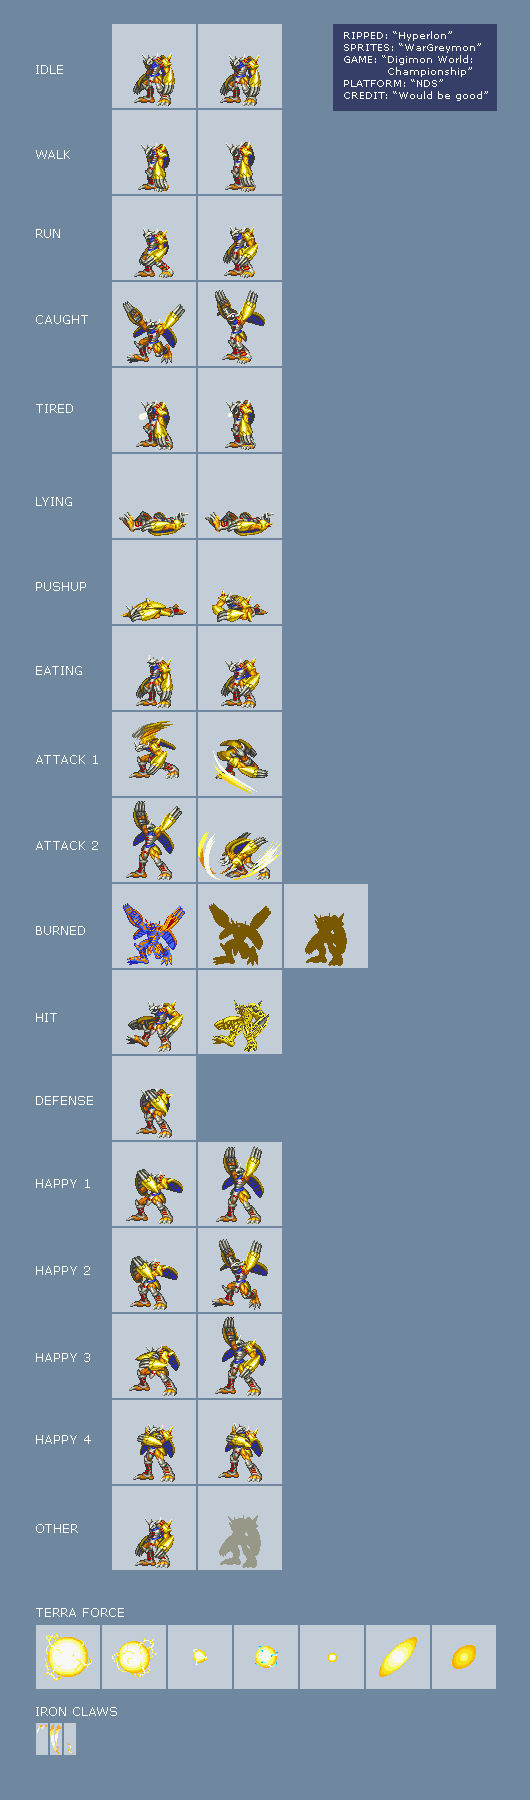 RIPPED: “Hyperlon”
SPRITES: “WarGreymon”
GAME: “Digimon World:
Championship”
PLATFORM: “NDS”
CREDIT: “Would be good”
IDLE
WALK
RUN
CAUGHT
TIRED
LYING
PUSHUP
EATING
ATTACK 1
ATTACK 2
BURNED
HIT
DEFENSE
HAPPY 1
HAPPY 2
HAPPY 3
HAPPY 4
OTHER
TERRA FORCE
IRON CLAWS